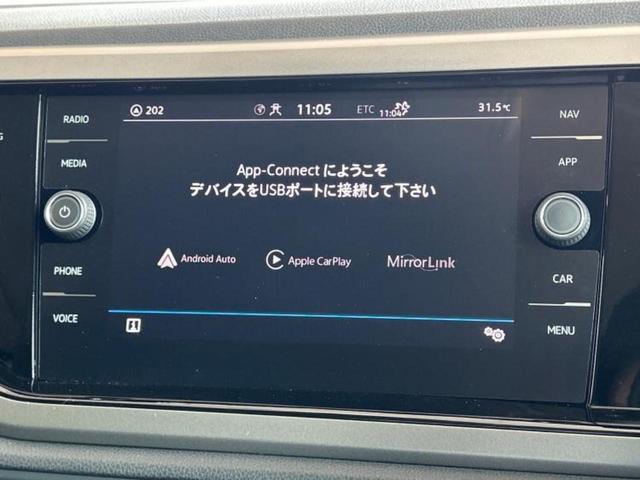 RADIO
MEDIA
PHONE
VOICE
202
11:05
ETC
11:04
31.5℃
App-Connect にようこそ
デバイスをUSBポートに接続して下さい
Android Auto
Apple CarPlay
MirrorLink
NAV
APP
CAR
MENU